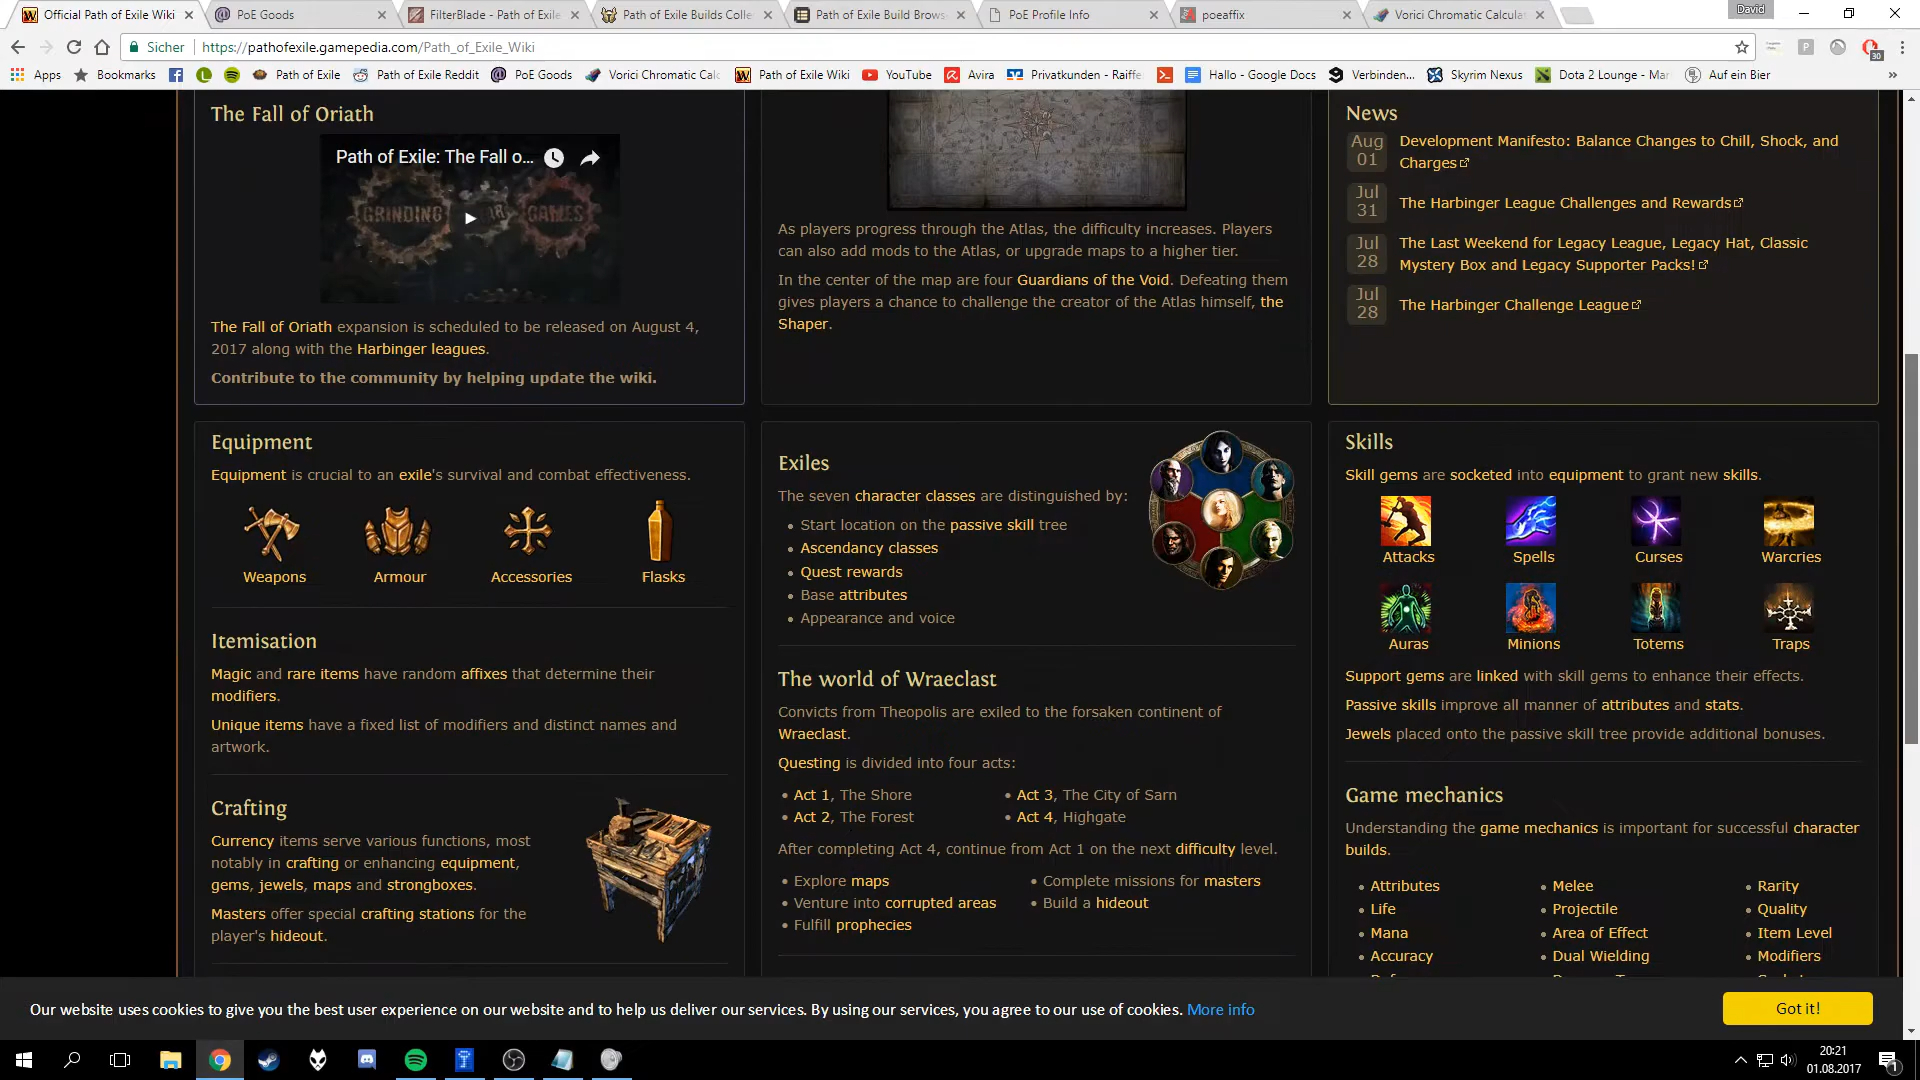 Official Path of Exile Wiki
PoE Goods
FilterBlade - Path of Exile
Path of Exile Builds Colle
Path of Exile Build Brows
PoE Profile Info
poeaffix
Vorici Chromatic Calcula
David
Sicher
https://pathofexile.gamepedia.com/Path_of_Exile_Wiki
30
Apps
Bookmarks
Path of Exile
Path of Exile Reddit
PoE Goods
Vorici Chromatic Calc
Path of Exile Wiki
YouTube
Avira
Privatkunden - Raiffe
Hallo - Google Docs
Verbinden...
Skyrim Nexus
Dota 2 Lounge - Mar
Auf ein Bier
»
The Fall of Oriath
Path of Exile: The Fall o...
GRINDING GEAR GAMES
The Fall of Oriath expansion is scheduled to be released on August 4,
2017 along with the Harbinger leagues.
Contribute to the community by helping update the wiki.
As players progress through the Atlas, the difficulty increases. Players
can also add mods to the Atlas, or upgrade maps to a higher tier.
In the center of the map are four Guardians of the Void. Defeating them
gives players a chance to challenge the creator of the Atlas himself, the
Shaper.
News
Aug 01
Development Manifesto: Balance Changes to Chill, Shock, and
Charges
Jul 31
The Harbinger League Challenges and Rewards
Jul 28
The Last Weekend for Legacy League, Legacy Hat, Classic
Mystery Box and Legacy Supporter Packs!
Jul 28
The Harbinger Challenge League
Equipment
Equipment is crucial to an exile's survival and combat effectiveness.
Weapons
Armour
Accessories
Flasks
Itemisation
Magic and rare items have random affixes that determine their
modifiers.
Unique items have a fixed list of modifiers and distinct names and
artwork.
Crafting
Currency items serve various functions, most
notably in crafting or enhancing equipment,
gems, jewels, maps and strongboxes.
Masters offer special crafting stations for the
player's hideout.
Exiles
The seven character classes are distinguished by:
Start location on the passive skill tree
Ascendancy classes
Quest rewards
Base attributes
Appearance and voice
The world of Wraeclast
Convicts from Theopolis are exiled to the forsaken continent of
Wraeclast.
Questing is divided into four acts:
Act 1, The Shore
Act 2, The Forest
Act 3, The City of Sarn
Act 4, Highgate
After completing Act 4, continue from Act 1 on the next difficulty level.
Explore maps
Venture into corrupted areas
Fulfill prophecies
Complete missions for masters
Build a hideout
Skills
Skill gems are socketed into equipment to grant new skills.
Attacks
Spells
Curses
Warcries
Auras
Minions
Totems
Traps
Support gems are linked with skill gems to enhance their effects.
Passive skills improve all manner of attributes and stats.
Jewels placed onto the passive skill tree provide additional bonuses.
Game mechanics
Understanding the game mechanics is important for successful character
builds.
Attributes
Life
Mana
Accuracy
Melee
Projectile
Area of Effect
Dual Wielding
Rarity
Quality
Item Level
Modifiers
Our website uses cookies to give you the best user experience on our website and to help us deliver our services. By using our services, you agree to our use of cookies. More info
Got it!
20:21
01.08.2017
1